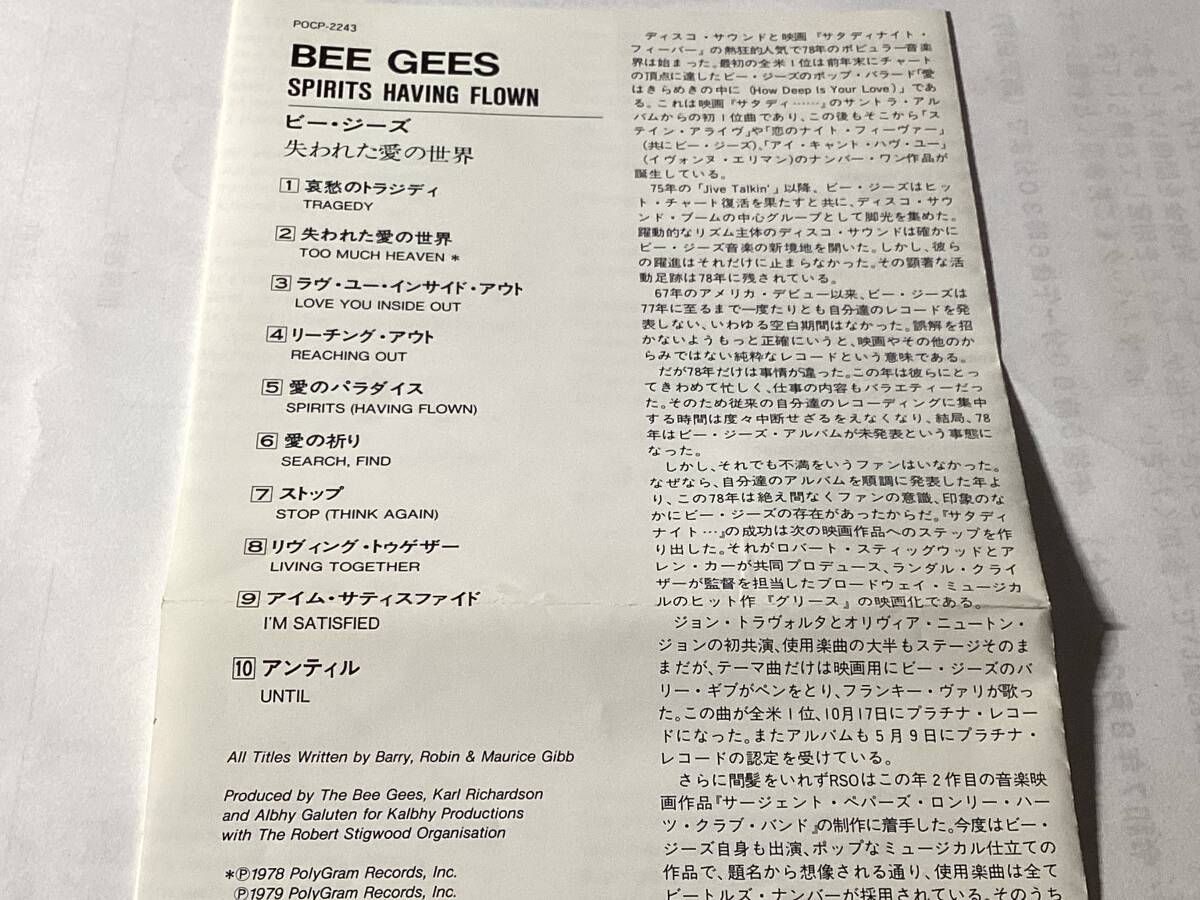 POCP-2243
BEE GEES
SPIRITS HAVING FLOWN
ビー・ジーズ
失われた愛の世界
1 哀愁のトラジディ
TRAGEDY
2 失われた愛の世界
TOO MUCH HEAVEN *
3 ラヴ・ユー・インサイド・アウト
LOVE YOU INSIDE OUT
4 リーチング・アウト
REACHING OUT
5 愛のパラダイス
SPIRITS (HAVING FLOWN)
6 愛の祈り
SEARCH, FIND
7 ストップ
STOP (THINK AGAIN)
8 リヴィング・トゥゲザー
LIVING TOGETHER
9 アイム・サティスファイド
I'M SATISFIED
10 アンティル
UNTIL
All Titles Written by Barry, Robin & Maurice Gibb
Produced by The Bee Gees, Karl Richardson
and Albhy Galuten for Kalbhy Productions
with The Robert Stigwood Organisation
*Ⓟ1978 PolyGram Records, Inc.
Ⓟ1979 PolyGram Records, Inc.
ディスコ・サウンドと映画『サタディナイト・
フィーバー』の熱狂的人気で78年のポピュラー音楽
界は始まった。最初の全米1位は前年末にチャート
の頂点に達したビー・ジーズのポップ・バラード「愛
はきらめきの中に (How Deep Is Your Love)」であ
る。これは映画『サタディ……』のサントラ・アル
バムからの初1位曲であり、この後もそこから「ス
テイン・アライヴ」や「恋のナイト・フィーヴァー」
(共にビー・ジーズ)、「アイ・キャント・ハヴ・ユー」
(イヴォンヌ・エリマン)のナンバー・ワン作品が
誕生している。
75年の「Jive Talkin'」以降、ビー・ジーズはヒッ
ト・チャート復活を果たすと共に、ディスコ・サウ
ンド・ブームの中心グループとして脚光を集めた。
躍動的なリズム主体のディスコ・サウンドは確かに
ビー・ジーズ音楽の新境地を開いた。しかし、彼ら
の躍進はそれだけに止まらなかった。その顕著な活
動足跡は78年に残されている。
67年のアメリカ・デビュー以来、ビー・ジーズは
77年に至るまで一度たりとも自分達のレコードを発
表しない、いわゆる空白期間はなかった。誤解を招
かないようもっと正確にいうと、映画やその他のか
らみではない純粋なレコードという意味である。
だが78年だけは事情が違った。この年は彼らにとっ
てきわめて忙しく、仕事の内容もバラエティーだっ
た。そのため従来の自分達のレコーディングに集中
する時間は度々中断せざるをえなくなり、結局、78
年はビー・ジーズ・アルバムが未発表という事態に
なった。
しかし、それでも不満をいうファンはいなかった。
なぜなら、自分達のアルバムを順調に発表した年よ
り、この78年は絶え間なくファンの意識、印象のな
かにビー・ジーズの存在があったからだ。『サタディ
ナイト…』の成功は次の映画作品へのステップを作
り出した。それがロバート・スティッグウッドとア
レン・カーが共同プロデュース、ランダル・クライ
ザーが監督を担当したブロードウェイ・ミュージカ
ルのヒット作『グリース』の映画化である。
ジョン・トラヴォルタとオリヴィア・ニュートン・
ジョンの初共演、使用楽曲の大半もステージそのま
まだが、テーマ曲だけは映画用にビー・ジーズのバ
リー・ギブがペンをとり、フランキー・ヴァリが歌っ
た。この曲が全米1位、10月17日にプラチナ・レコー
ドになった。またアルバムも5月9日にプラチナ・
レコードの認定を受けている。
さらに間髪をいれずRSOはこの年2作目の音楽映
画作品『サージェント・ペパーズ・ロンリー・ハー
ツ・クラブ・バンド』の制作に着手した。今度はビー・
ジーズ自身も出演、ポップなミュージカル仕立ての
作品で、題名から想像される通り、使用楽曲は全て
ビートルズ・ナンバーが採用されている。そのうち